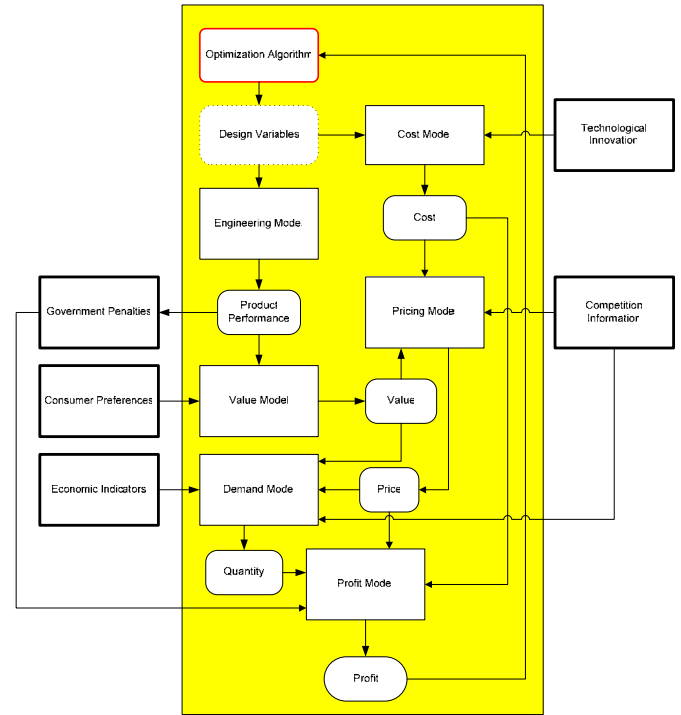 Optimization Algorithm
Design Variables
Cost Mode
Technological
Innovation
Engineering Mode.
Cost
Government Penalties
Product
Performance
Pricing Mode
Competition
Information
Consumer Preferences
Value Model
Value
Economic Indicators
Demand Mode
Price
Quantity
Profit Mode
Profit